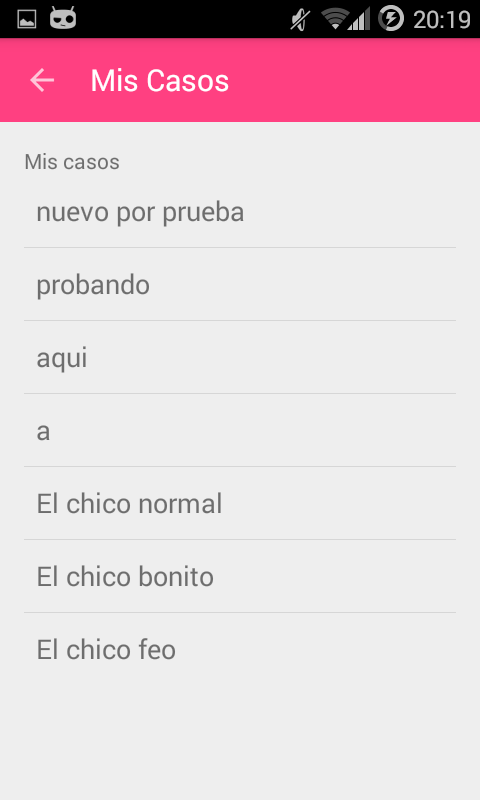 20:19
Mis Casos
Mis casos
nuevo por prueba
probando
aqui
a
El chico normal
El chico bonito
El chico feo